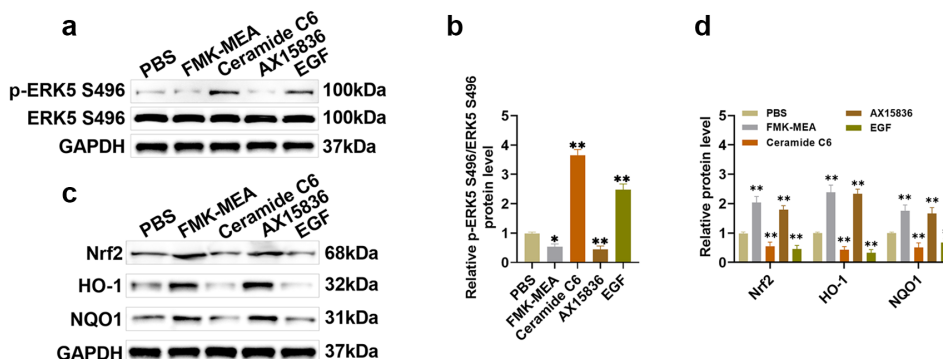 a
PBS
FMK-MEA
Ceramide C6
AX15836
EGF
p-ERK5 S496 100kDa
ERK5 S496 100kDa
GAPDH 37kDa
b
Relative p-ERK5 S496/ERK5 S496
protein level
5
4
3
2
1
0
*
**
**
**
PBS
FMK-MEA
Ceramide C6
AX15836
EGF
c
PBS
FMK-MEA
Ceramide C6
AX15836
EGF
Nrf2 68kDa
HO-1 32kDa
NQO1 31kDa
GAPDH 37kDa
d
Relative protein level
5
4
3
2
1
0
PBS
FMK-MEA
Ceramide C6
AX15836
EGF
** ** ** **
** ** ** **
** ** ** **
Nrf2
HO-1
NQO1